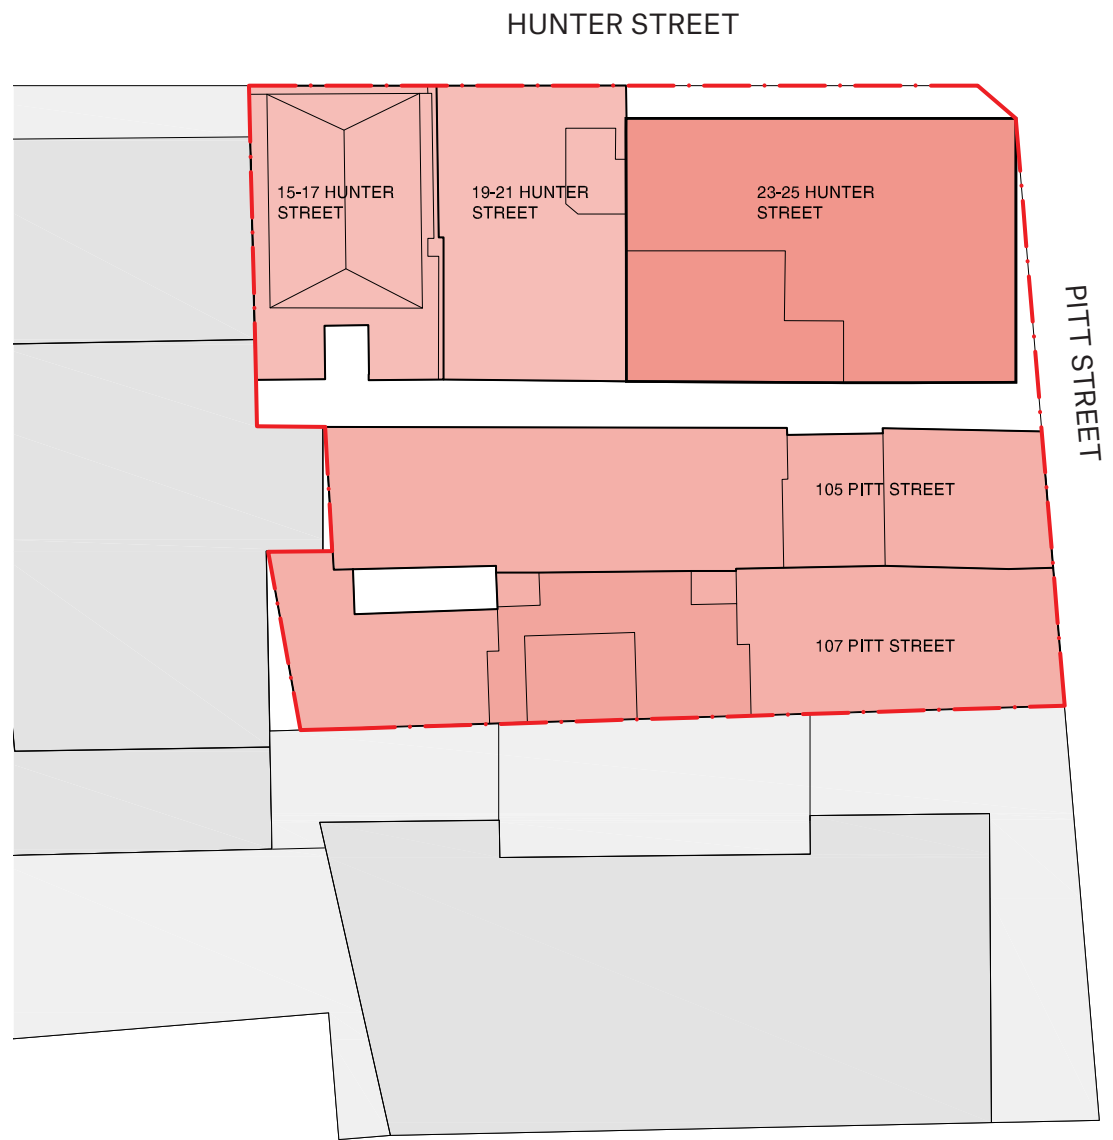 HUNTER STREET
15-17 HUNTER
STREET
19-21 HUNTER
STREET
23-25 HUNTER
STREET
PITT STREET
105 PITT STREET
107 PITT STREET